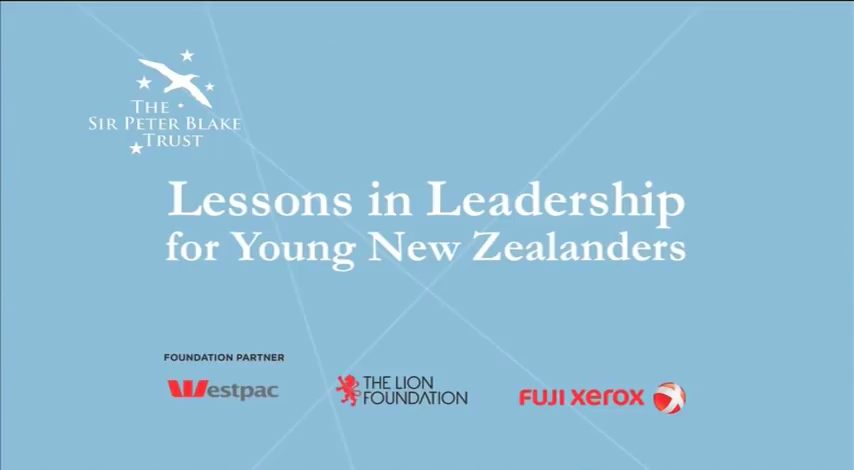 THE
SIR PETER BLAKE
TRUST
Lessons in Leadership
for Young New Zealanders
FOUNDATION PARTNER
Westpac
THE LION
FOUNDATION
FUJI xerox